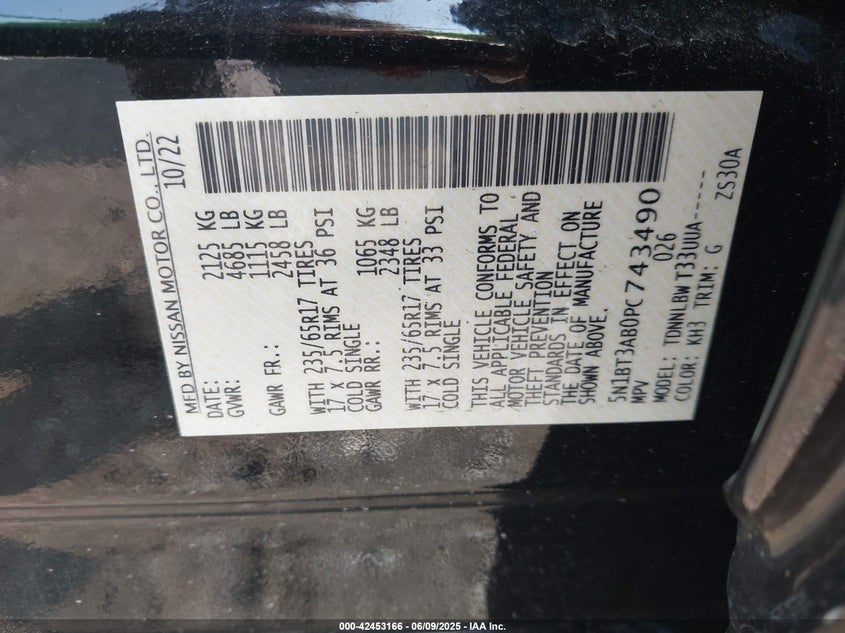 MFD BY NISSAN MOTOR CO., LTD.
DATE: 10/22
GVWR: 2125 KG
4685 LB
GAWR FR.: 1115 KG
2458 LB
WITH 235/65R17 TIRES
17 X 7.5 RIMS AT 36 PSI
COLD SINGLE
GAWR RR.: 1065 KG
2348 LB
WITH 235/65R17 TIRES
17 X 7.5 RIMS AT 33 PSI
COLD SINGLE
THIS VEHICLE CONFORMS TO
ALL APPLICABLE FEDERAL
MOTOR VEHICLE SAFETY AND
THEFT PREVENTION
STANDARDS IN EFFECT ON
THE DATE OF MANUFACTURE
SHOWN ABOVE.
5N1BT3AB0PC743490
MPV 026
MODEL: TDNNLBW T33UUA-----
COLOR: KH3 TRIM: G
ZS30A
000-42453166 - 06/09/2025 - IAA Inc.